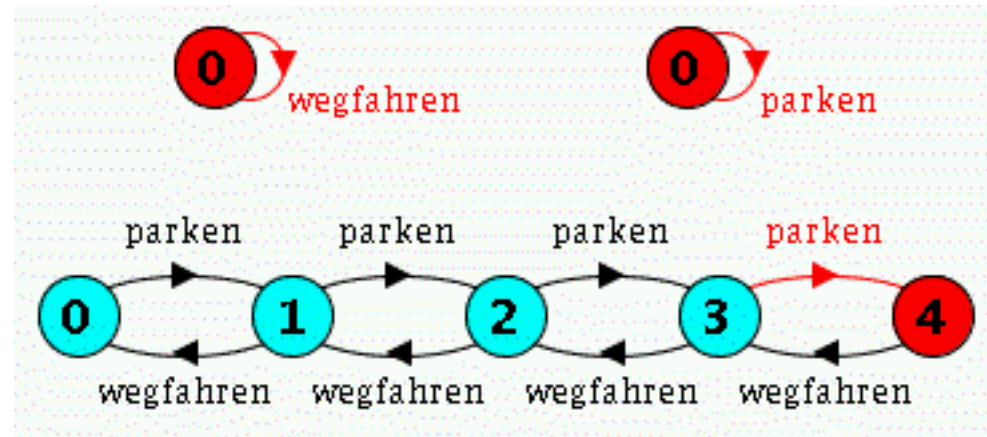 0 0
wegfahren parken
parken parken parken parken
0 1 2 3 4
wegfahren wegfahren wegfahren wegfahren